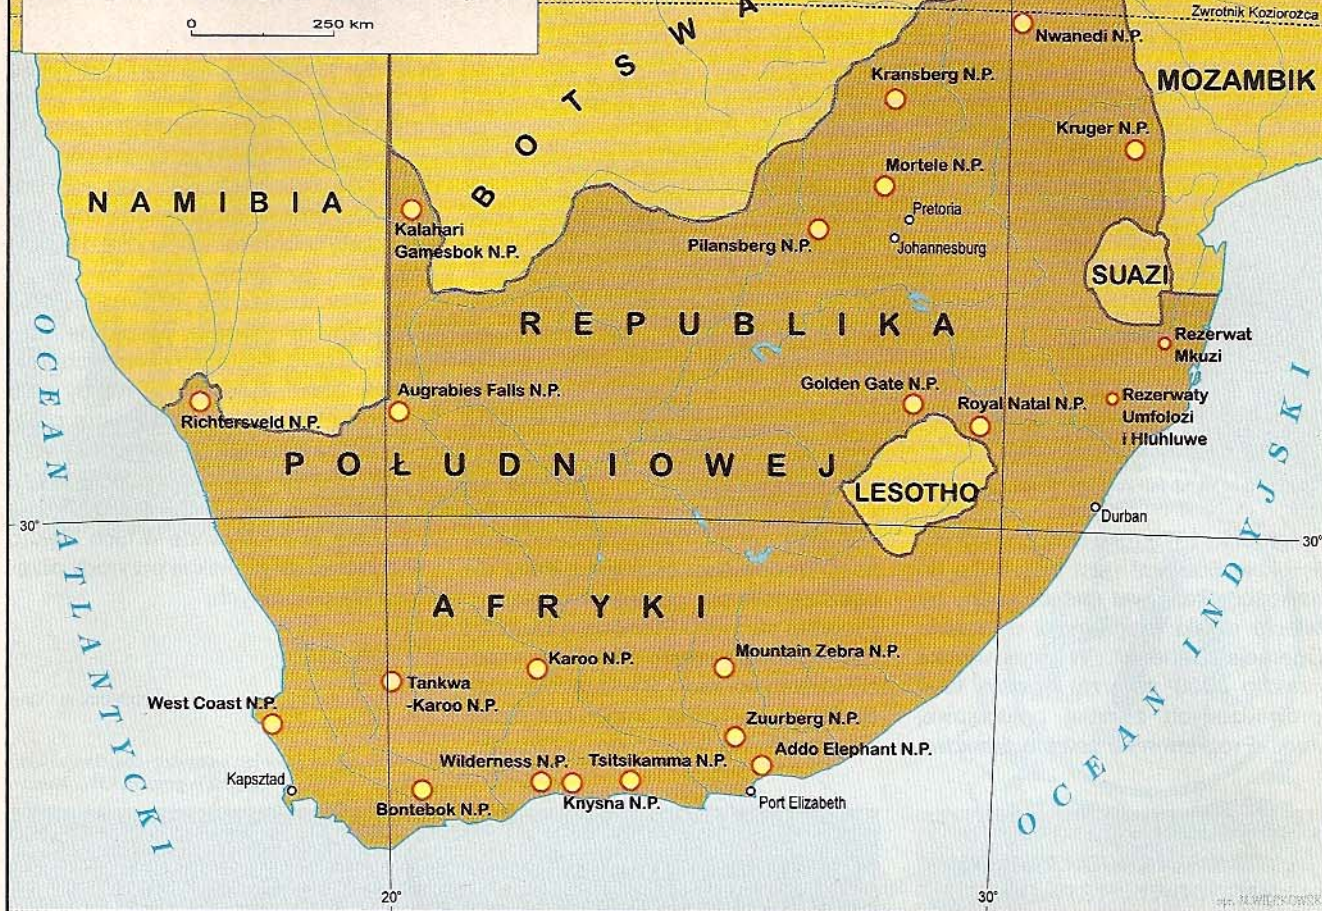 0 250 km
Zwrotnik Koziorożca
BOTSWA
Nwanedi N.P.
Kransberg N.P.
MOZAMBIK
Kruger N.P.
Mortele N.P.
NAMIBIA
Pretoria
Kalahari
Gamesbok N.P.
Pilansberg N.P.
Johannesburg
SUAZI
REPUBLIKA
Rezerwat
Mkuzi
Augrabies Falls N.P.
Golden Gate N.P.
Royal Natal N.P.
Rezerwaty
Umfolozi
i Hluhluwe
Richtersveld N.P.
POŁUDNIOWEJ
LESOTHO
Durban
30°
30°
OCEAN ATLANTYCKI
OCEAN INDYJSKI
AFRYKI
Karoo N.P.
Mountain Zebra N.P.
Tankwa
-Karoo N.P.
West Coast N.P.
Zuurberg N.P.
Addo Elephant N.P.
Wilderness N.P.
Tsitsikamma N.P.
Kapsztad
Bontebok N.P.
Knysna N.P.
Port Elizabeth
20°
30°